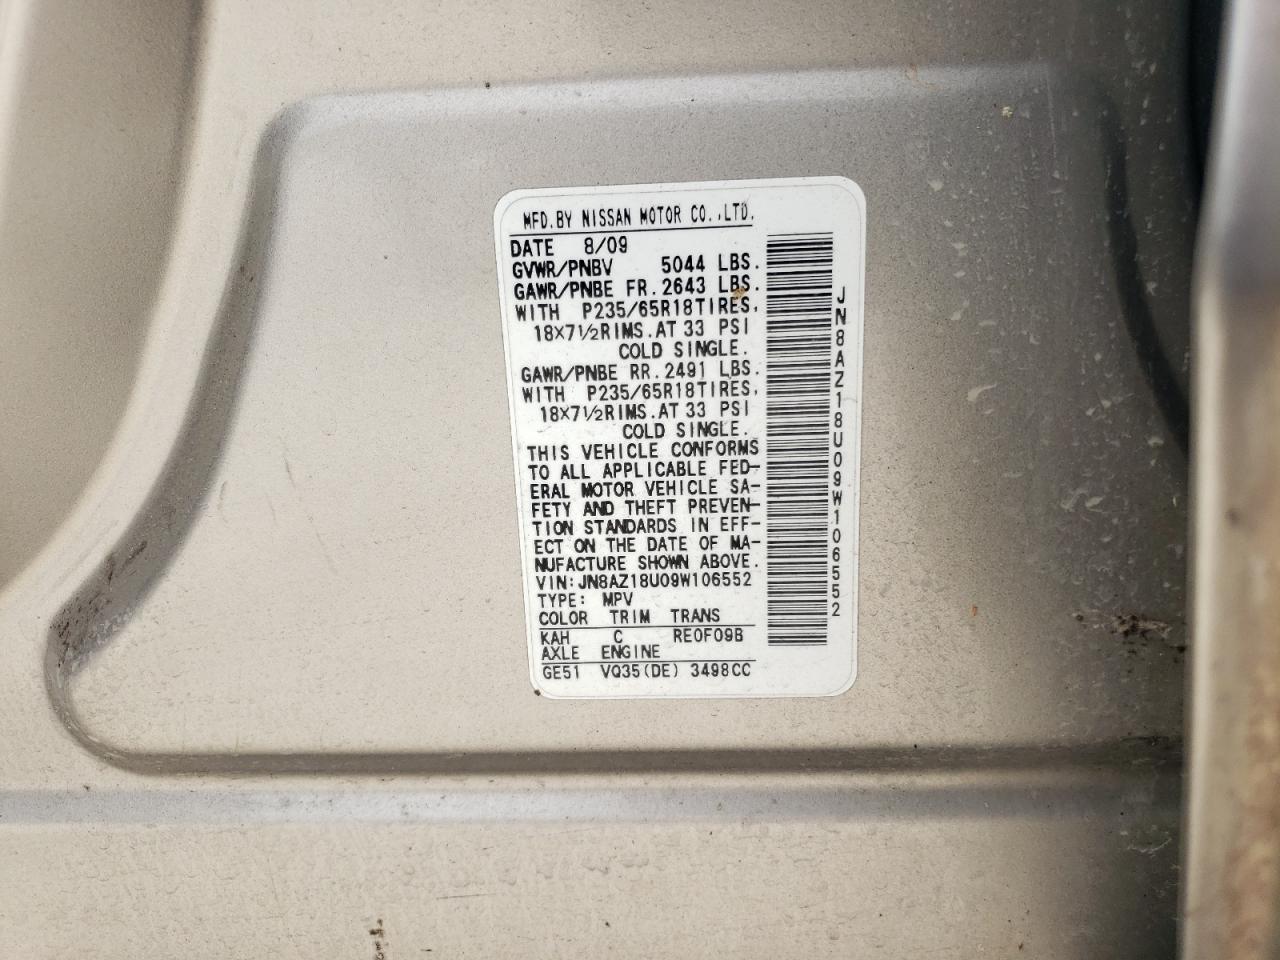 MFD.BY NISSAN MOTOR CO.,LTD.
DATE 8/09
GVWR/PNBV 5044 LBS.
GAWR/PNBE FR.2643 LBS.
WITH P235/65R18TIRES,
18X7½RIMS.AT 33 PSI
COLD SINGLE.
GAWR/PNBE RR.2491 LBS.
WITH P235/65R18TIRES,
18X7½RIMS.AT 33 PSI
COLD SINGLE.
THIS VEHICLE CONFORMS
TO ALL APPLICABLE FED-
ERAL MOTOR VEHICLE SA-
FETY AND THEFT PREVEN-
TION STANDARDS IN EFF-
ECT ON THE DATE OF MA-
NUFACTURE SHOWN ABOVE.
VIN:JN8AZ18U09W106552
TYPE: MPV
COLOR TRIM TRANS
KAH C RE0F09B
AXLE ENGINE
GE51 VQ35(DE) 3498CC
JN8AZ18U09W106552